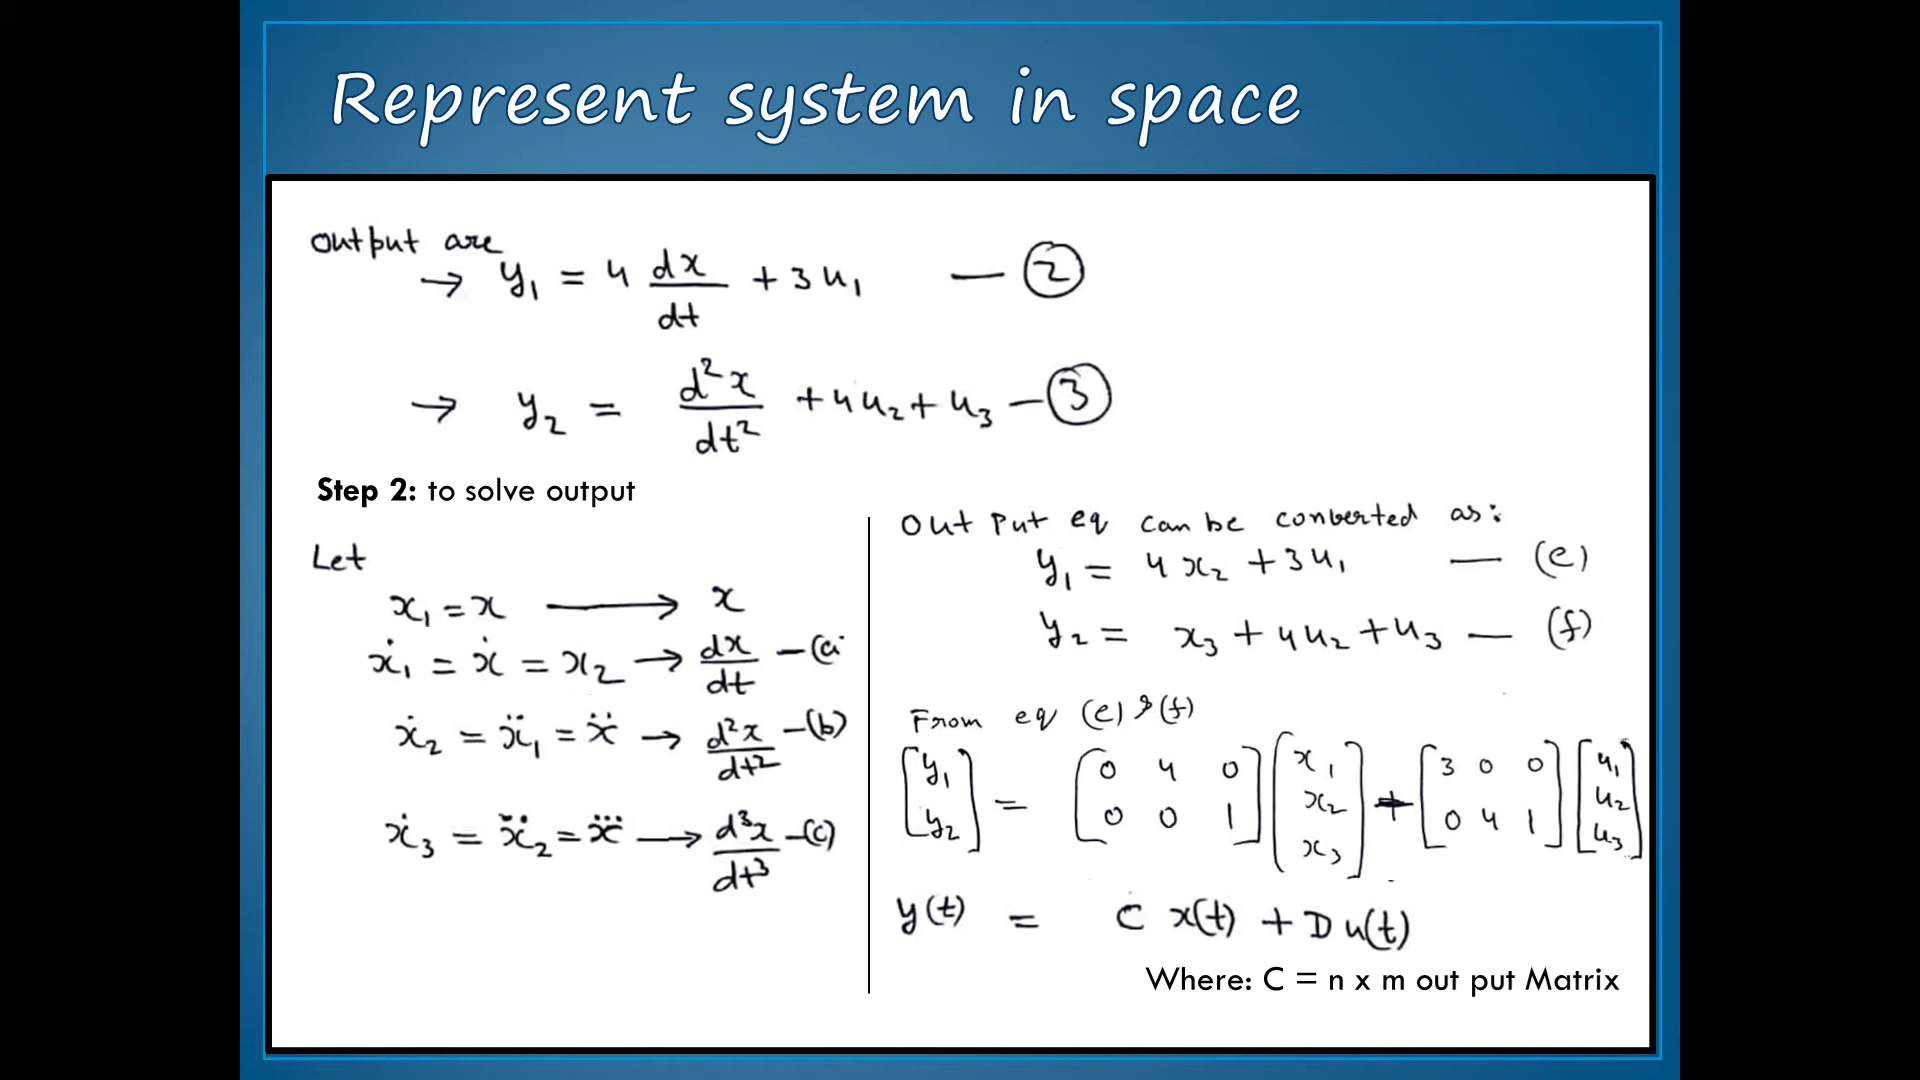 Represent system in space
output are
→ y₁ = 4 dx/dt + 3u₁ — ②
→ y₂ = d²x/dt² + 4u₂ + u₃ — ③
Step 2: to solve output
Let
x₁ = x ⟶ x
ẋ₁ = ẋ = x₂ → dx/dt — (a)
ẋ₂ = ẍ₁ = ẍ → d²x/dt² — (b)
ẋ₃ = ẍ₂ = x⃛ ⟶ d³x/dt³ — (c)
Out Put eq can be converted as:
y₁ = 4x₂ + 3u₁ — (e)
y₂ = x₃ + 4u₂ + u₃ — (f)
From eq (e) & (f)
[y₁; y₂] = [0 4 0; 0 0 1] [x₁; x₂; x₃] + [3 0 0; 0 4 1] [u₁; u₂; u₃]
y(t) = C x(t) + D u(t)
Where: C = n x m out put Matrix